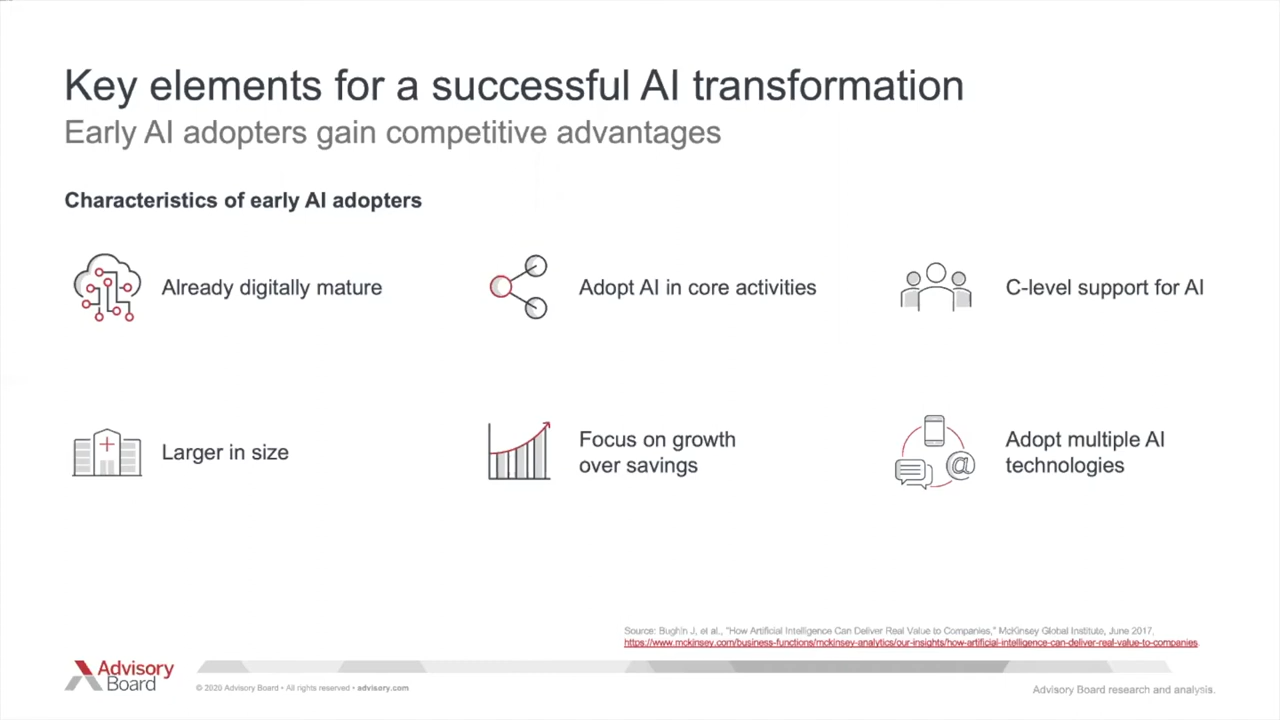 Key elements for a successful AI transformation
Early AI adopters gain competitive advantages
Characteristics of early AI adopters
Already digitally mature
Adopt AI in core activities
C-level support for AI
Larger in size
Focus on growth
over savings
@
Adopt multiple AI
technologies
Source: Bughin J, et al., "How Artificial Intelligence Can Deliver Real Value to Companies," McKinsey Global Institute, June 2017,
https://www.mckinsey.com/business-functions/mckinsey-analytics/our-insights/how-artificial-intelligence-can-deliver-real-value-to-companies
Advisory
Board
© 2020 Advisory Board • All rights reserved • advisory.com
Advisory Board research and analysis.